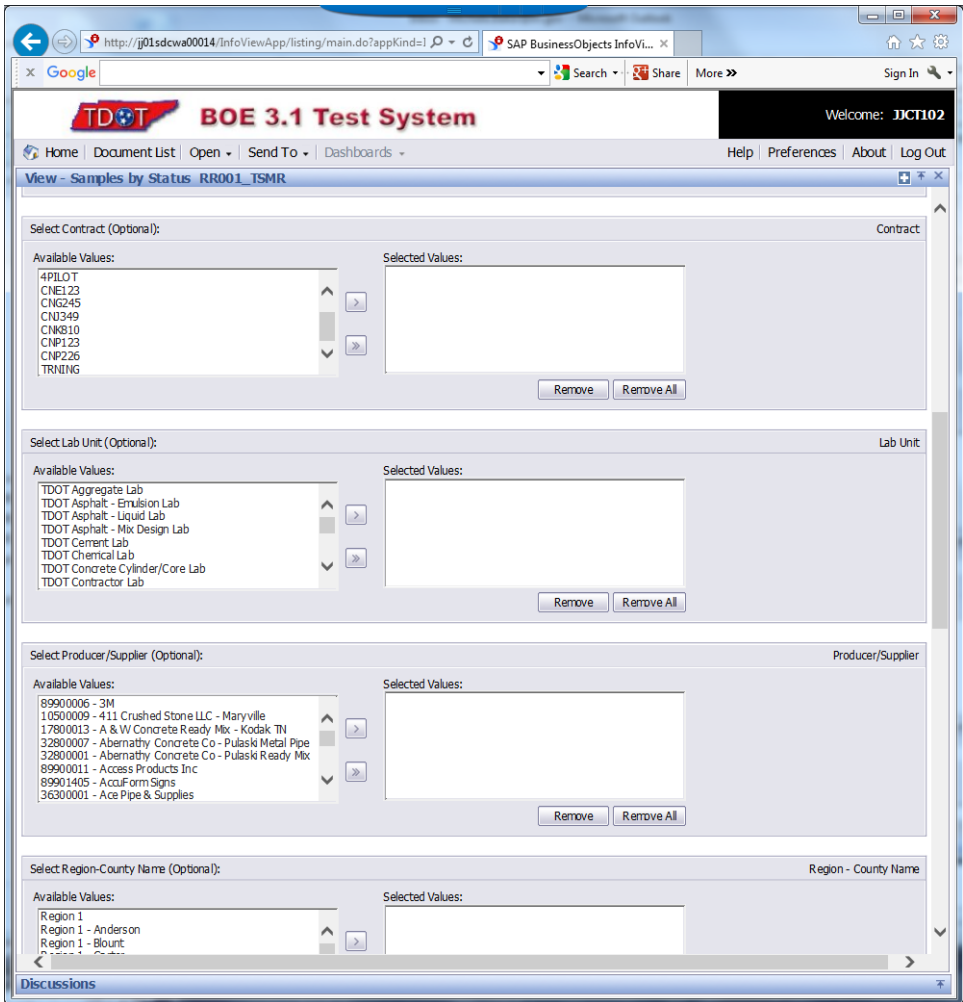 http://jj01sdcwa00014/InfoViewApp/listing/main.do?appKind=I
SAP BusinessObjects InfoVi...
Google
Search
Share
More »
Sign In
TDOT
BOE 3.1 Test System
Welcome: JJCT102
Home
Document List
Open
Send To
Dashboards
Help
Preferences
About
Log Out
View - Samples by Status RR001_TSMR
Select Contract (Optional):
Contract
Available Values:
Selected Values:
4PILOT
CNE123
CNG245
CNJ349
CNK810
CNP123
CNP226
TRNING
Remove
Remove All
Select Lab Unit (Optional):
Lab Unit
Available Values:
Selected Values:
TDOT Aggregate Lab
TDOT Asphalt - Emulsion Lab
TDOT Asphalt - Liquid Lab
TDOT Asphalt - Mix Design Lab
TDOT Cement Lab
TDOT Chemical Lab
TDOT Concrete Cylinder/Core Lab
TDOT Contractor Lab
Remove
Remove All
Select Producer/Supplier (Optional):
Producer/Supplier
Available Values:
Selected Values:
89900006 - 3M
10500009 - 411 Crushed Stone LLC - Maryville
17800013 - A & W Concrete Ready Mix - Kodak TN
32800007 - Abernathy Concrete Co - Pulaski Metal Pipe
32800001 - Abernathy Concrete Co - Pulaski Ready Mix
89900011 - Access Products Inc
89901405 - AccuForm Signs
36300001 - Ace Pipe & Supplies
Remove
Remove All
Select Region-County Name (Optional):
Region - County Name
Available Values:
Selected Values:
Region 1
Region 1 - Anderson
Region 1 - Blount
Discussions